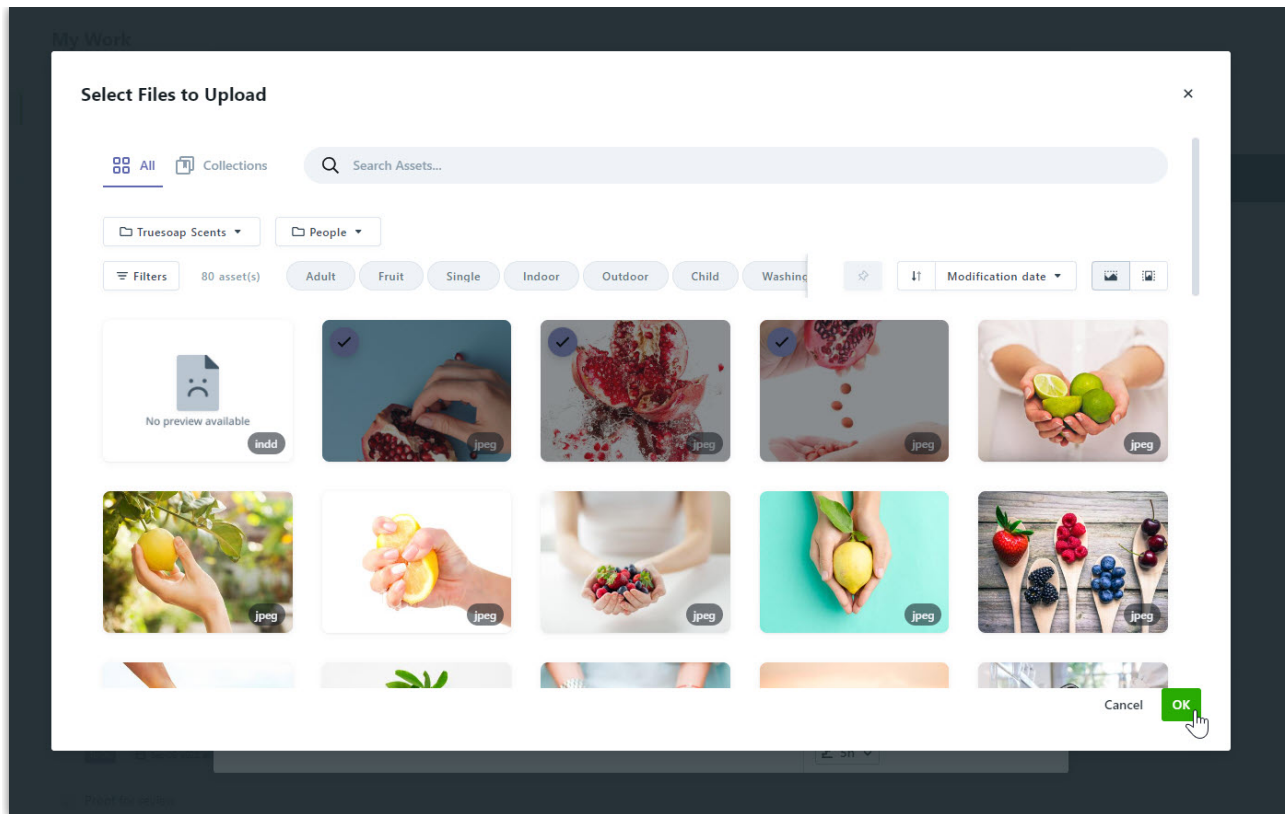 My Work
Select Files to Upload
All Collections Search Assets...
Truesoap Scents People
Filters 80 asset(s) Adult Fruit Single Indoor Outdoor Child Washing Modification date
No preview available
indd jpeg jpeg jpeg jpeg
jpeg jpeg jpeg jpeg jpeg
Cancel OK
5h